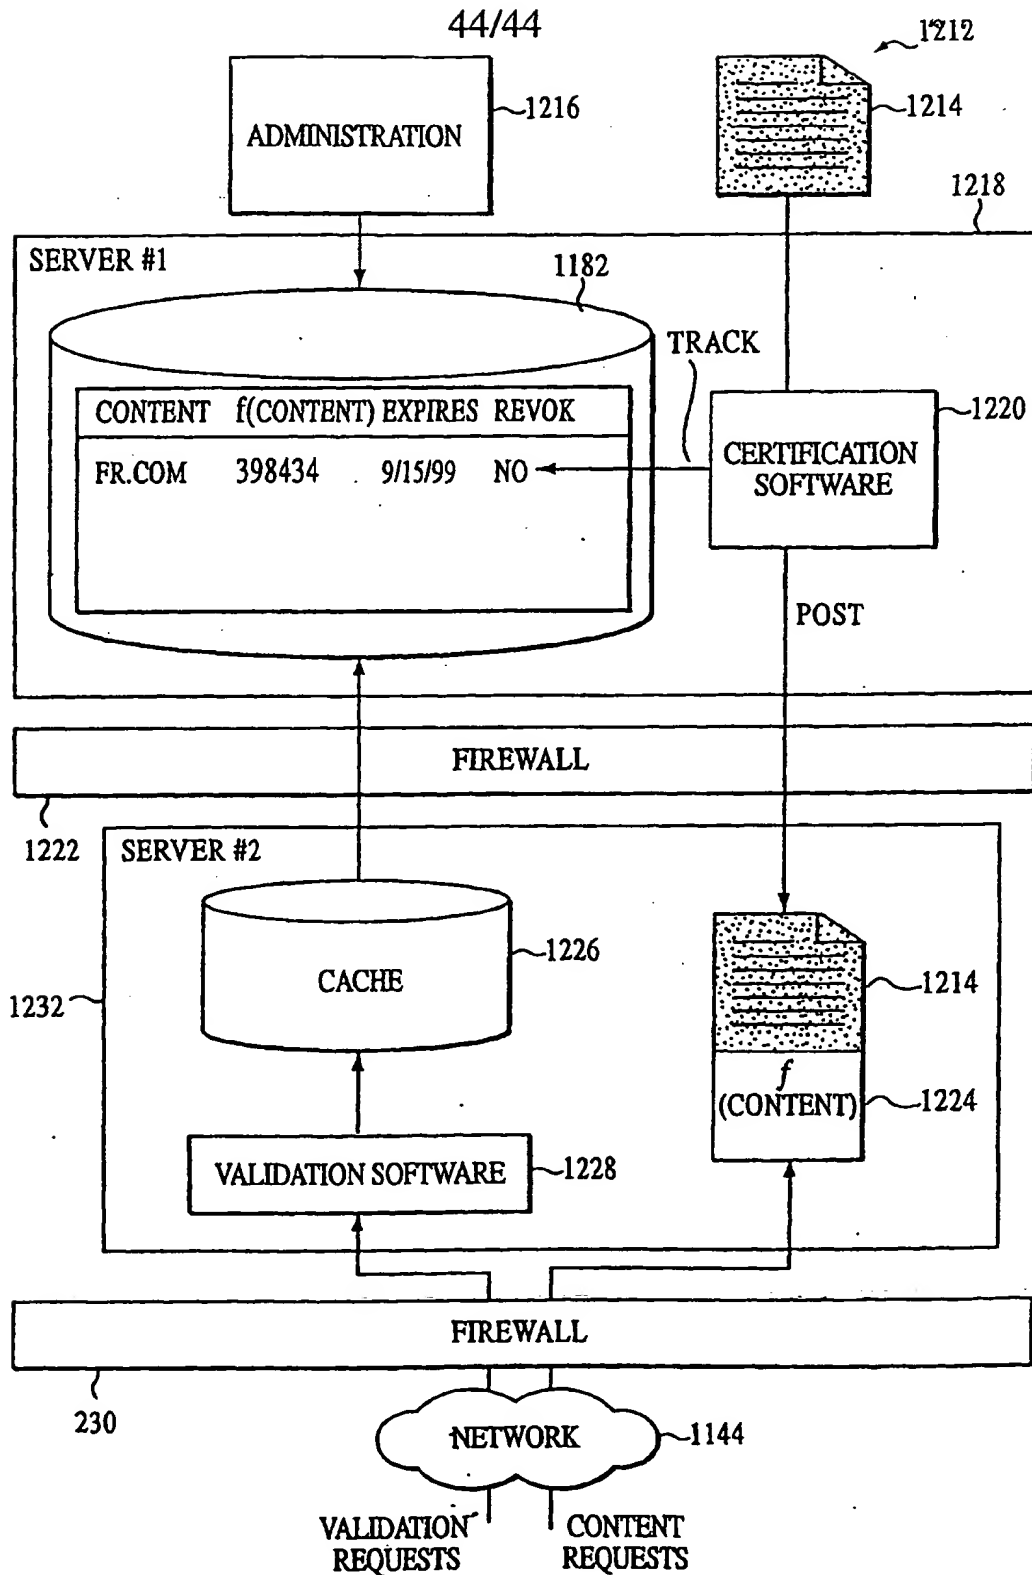 44/44
1212
ADMINISTRATION
1216
1214
1218
SERVER #1
1182
TRACK
CONTENT f(CONTENT) EXPIRES REVOK
FR.COM 398434 9/15/99 NO
CERTIFICATION
SOFTWARE
1220
POST
FIREWALL
1222
SERVER #2
CACHE
1226
1214
1232
f
(CONTENT)
1224
VALIDATION SOFTWARE
1228
FIREWALL
230
NETWORK
1144
VALIDATION
REQUESTS
CONTENT
REQUESTS